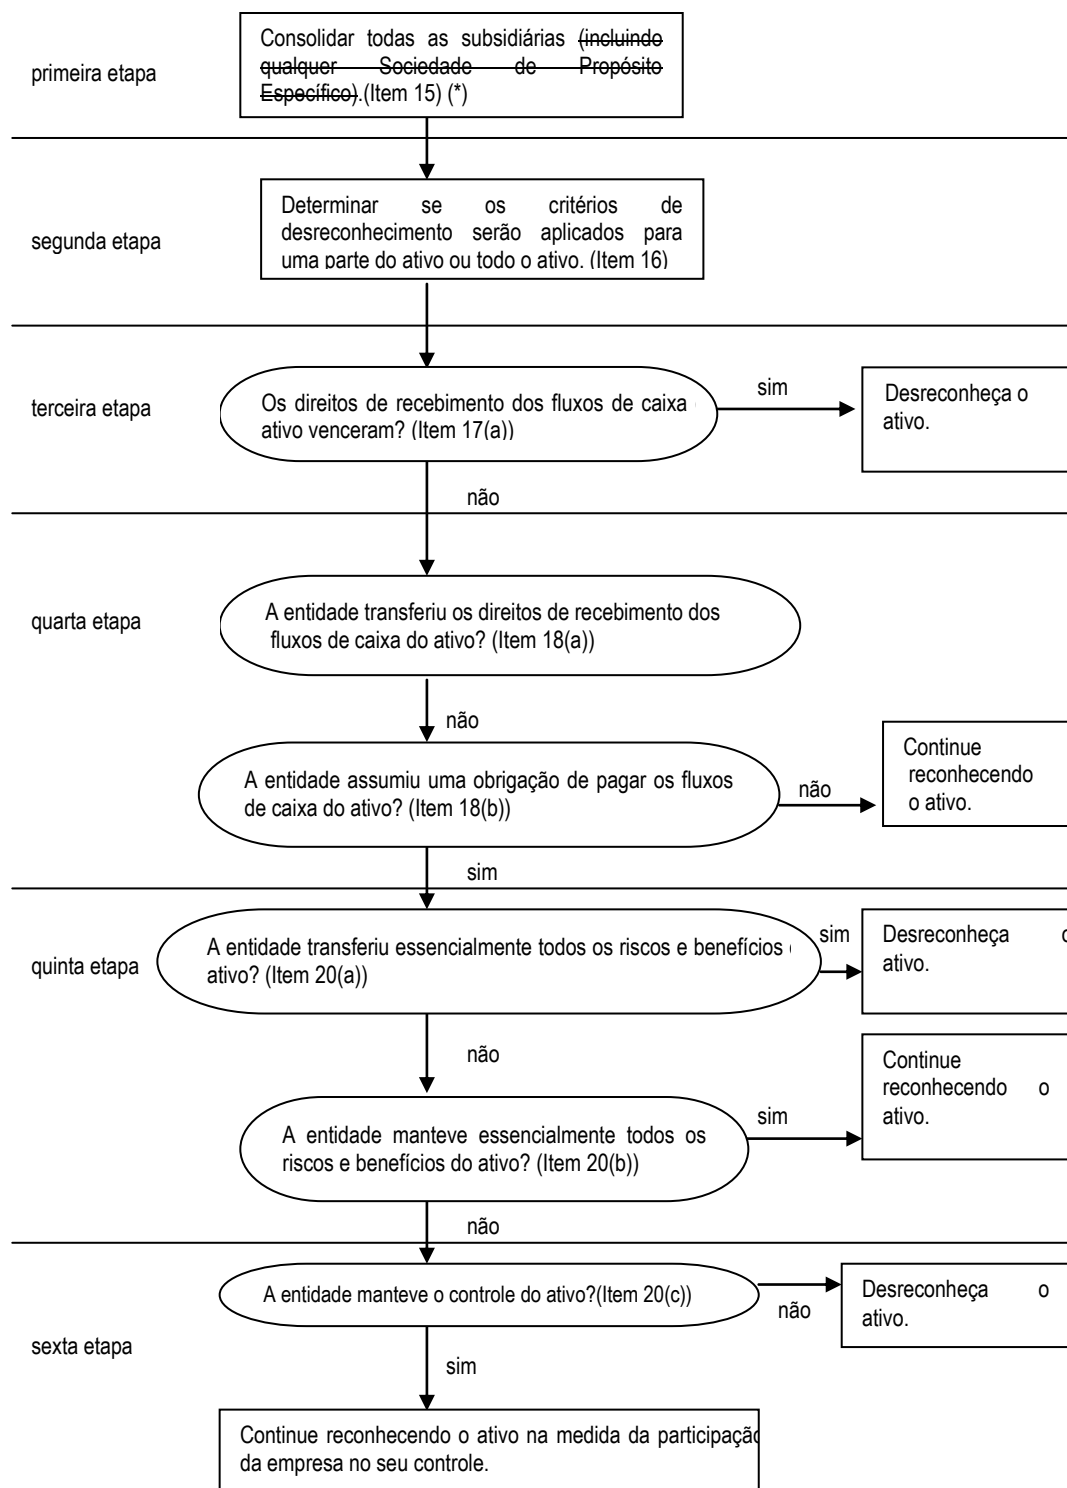 primeira etapa
Consolidar todas as subsidiárias (incluindo
qualquer Sociedade de Propósito
Específico).(Item 15) (*)
segunda etapa
Determinar se os critérios de
desreconhecimento serão aplicados para
uma parte do ativo ou todo o ativo. (Item 16)
terceira etapa
Os direitos de recebimento dos fluxos de caixa
ativo venceram? (Item 17(a))
sim
Desreconheça o
ativo.
não
quarta etapa
A entidade transferiu os direitos de recebimento dos
fluxos de caixa do ativo? (Item 18(a))
não
A entidade assumiu uma obrigação de pagar os fluxos
de caixa do ativo? (Item 18(b))
não
Continue
reconhecendo
o ativo.
sim
quinta etapa
A entidade transferiu essencialmente todos os riscos e benefícios
ativo? (Item 20(a))
sim
Desreconheça
ativo.
não
A entidade manteve essencialmente todos os
riscos e benefícios do ativo? (Item 20(b))
sim
Continue
reconhecendo o
ativo.
não
sexta etapa
A entidade manteve o controle do ativo?(Item 20(c))
não
Desreconheça o
ativo.
sim
Continue reconhecendo o ativo na medida da participação
da empresa no seu controle.